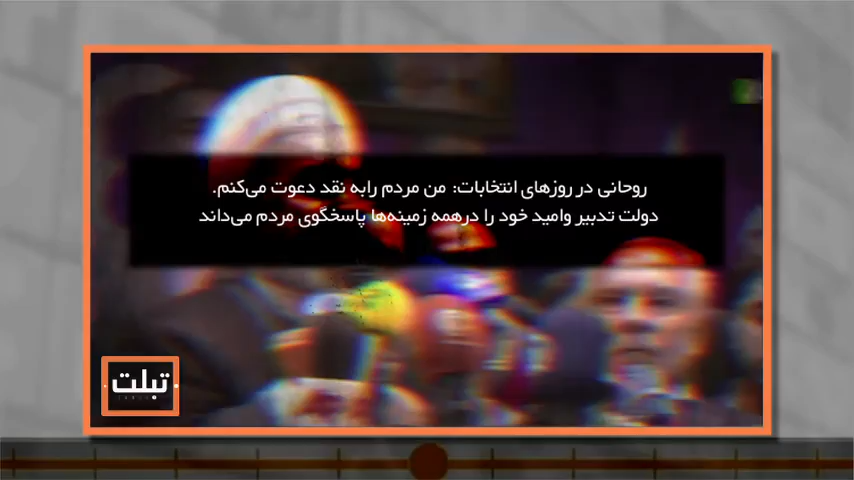 روحانی در روزهای انتخابات: من مردم رابه نقد دعوت می‌کنم.
دولت تدبیر وامید خود را درهمه زمینه‌ها پاسخگوی مردم می‌داند
تبلت